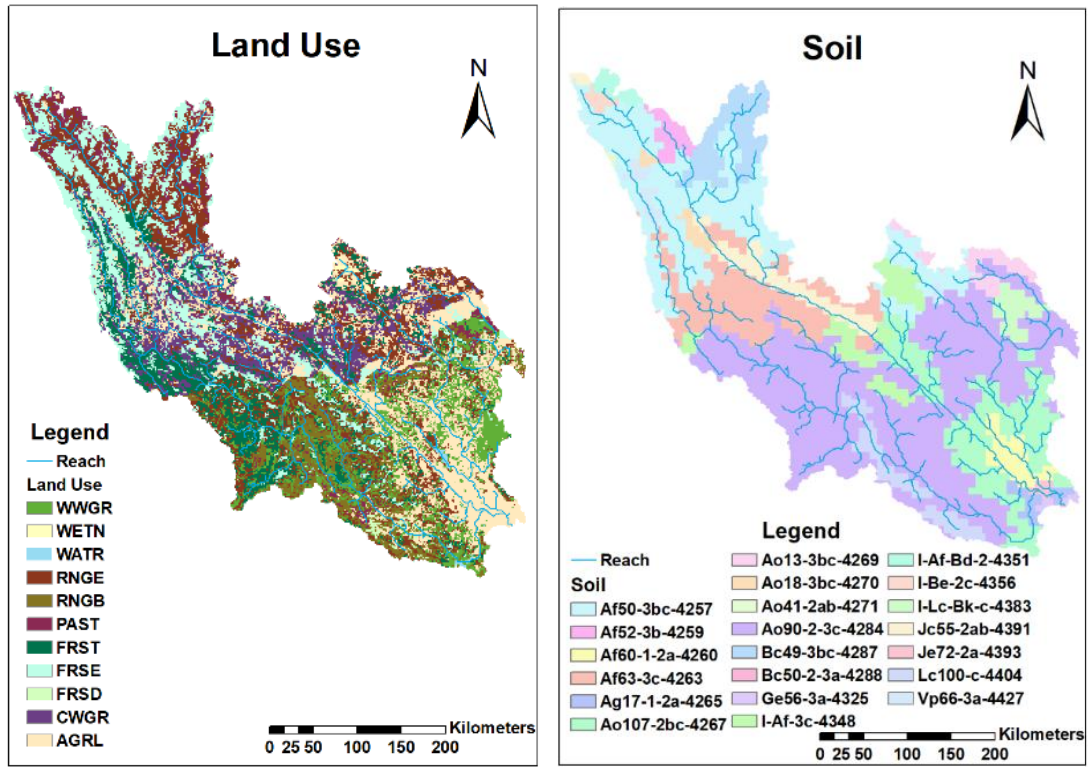 Land Use
N
Legend
Reach
Land Use
WWGR
WETN
WATR
RNGE
RNGB
PAST
FRST
FRSE
FRSD
CWGR
AGRL
Kilometers
0 25 50 100 150 200
Soil
N
Legend
Reach
Soil
Af50-3bc-4257
Af52-3b-4259
Af60-1-2a-4260
Af63-3c-4263
Ag17-1-2a-4265
Ao107-2bc-4267
Ao13-3bc-4269
Ao18-3bc-4270
Ao41-2ab-4271
Ao90-2-3c-4284
Bc49-3bc-4287
Bc50-2-3a-4288
Ge56-3a-4325
I-Af-3c-4348
I-Af-Bd-2-4351
I-Be-2c-4356
I-Lc-Bk-c-4383
Jc55-2ab-4391
Je72-2a-4393
Lc100-c-4404
Vp66-3a-4427
Kilometers
0 25 50 100 150 200